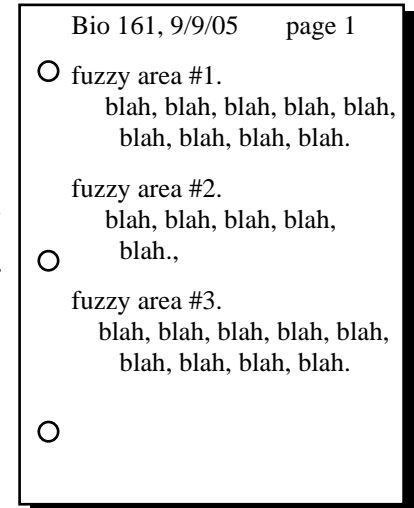 Bio 161, 9/9/05 page 1
fuzzy area #1.
blah, blah, blah, blah, blah,
blah, blah, blah, blah.
fuzzy area #2.
blah, blah, blah, blah,
blah.,
fuzzy area #3.
blah, blah, blah, blah, blah,
blah, blah, blah, blah.